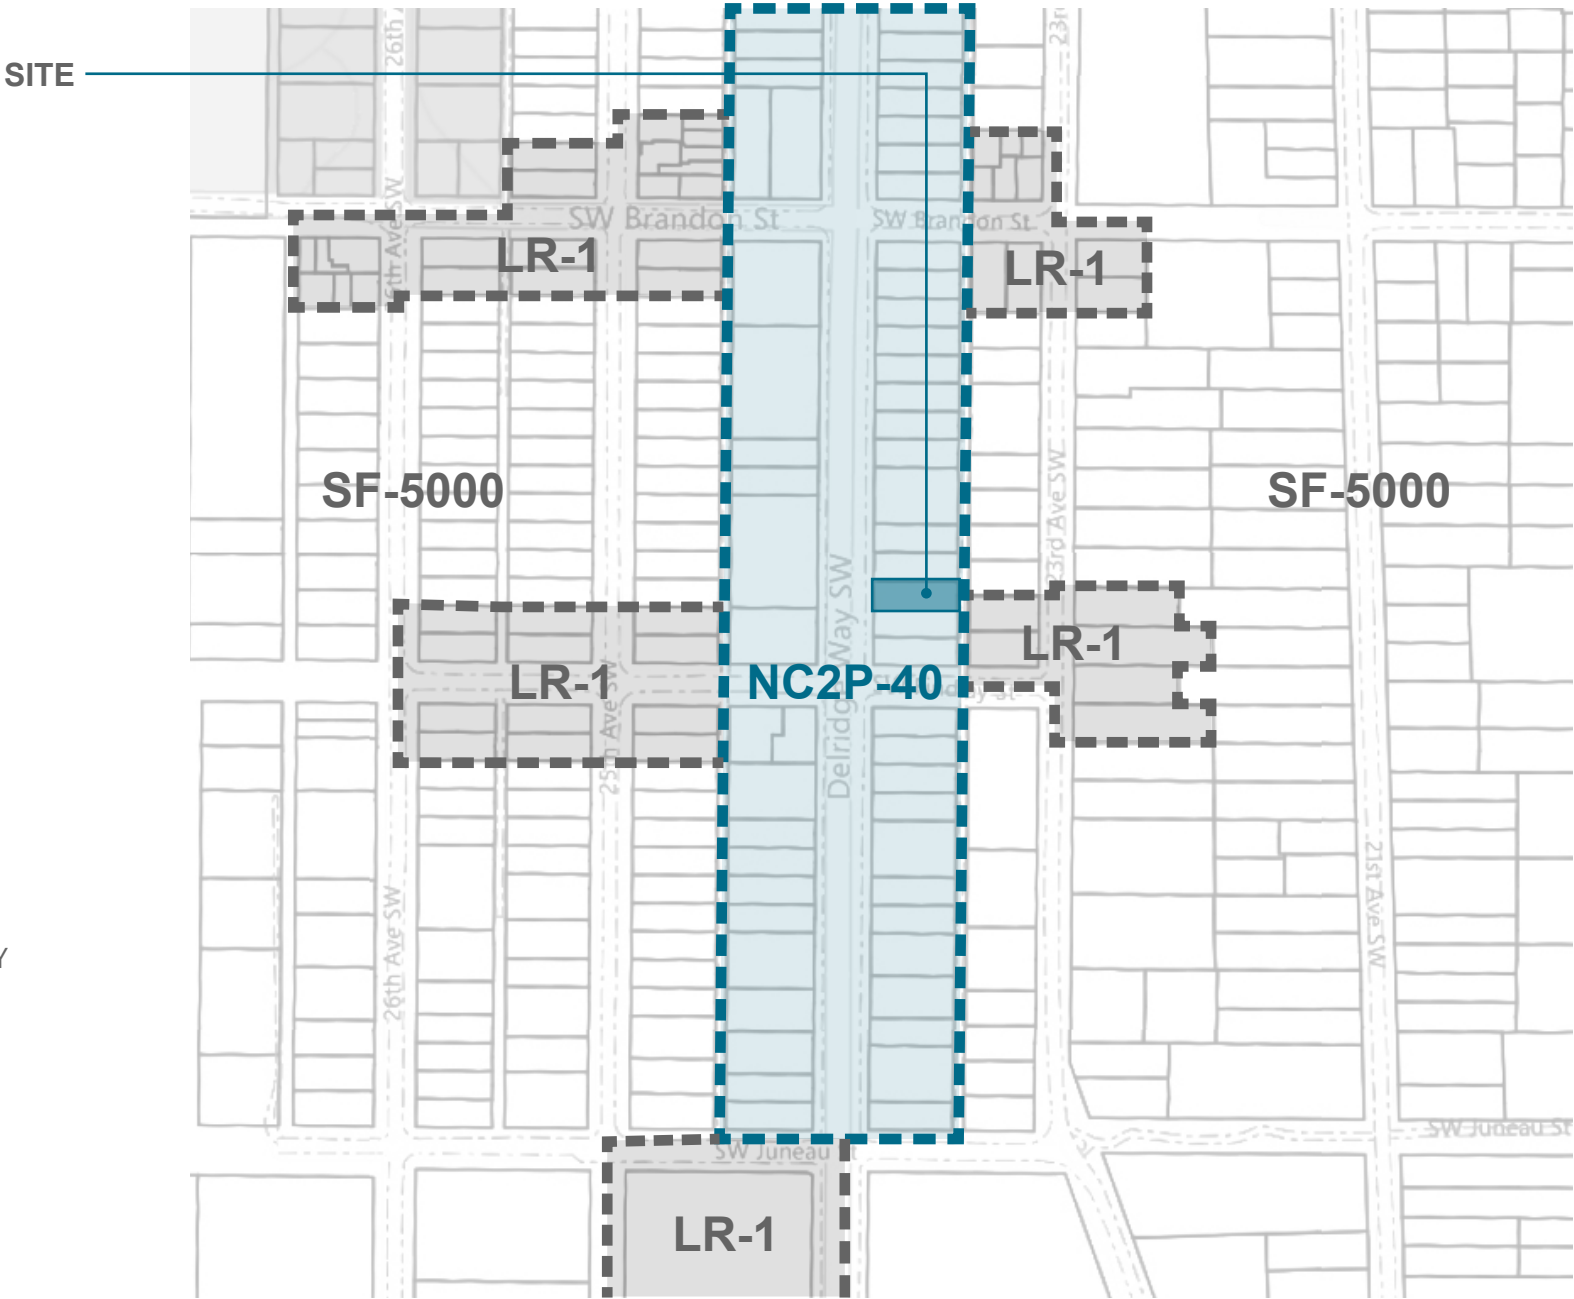 26th
23rd
SITE
SW Brandon St
SW Brandon St
26th Ave SW
LR-1
LR-1
SF-5000
SF-5000
23rd Ave SW
Delridge Way SW
LR-1
LR-1
NC2P-40
25th Ave SW
21st Ave SW
26th Ave SW
Y
SW Juneau St
SW Juneau
LR-1